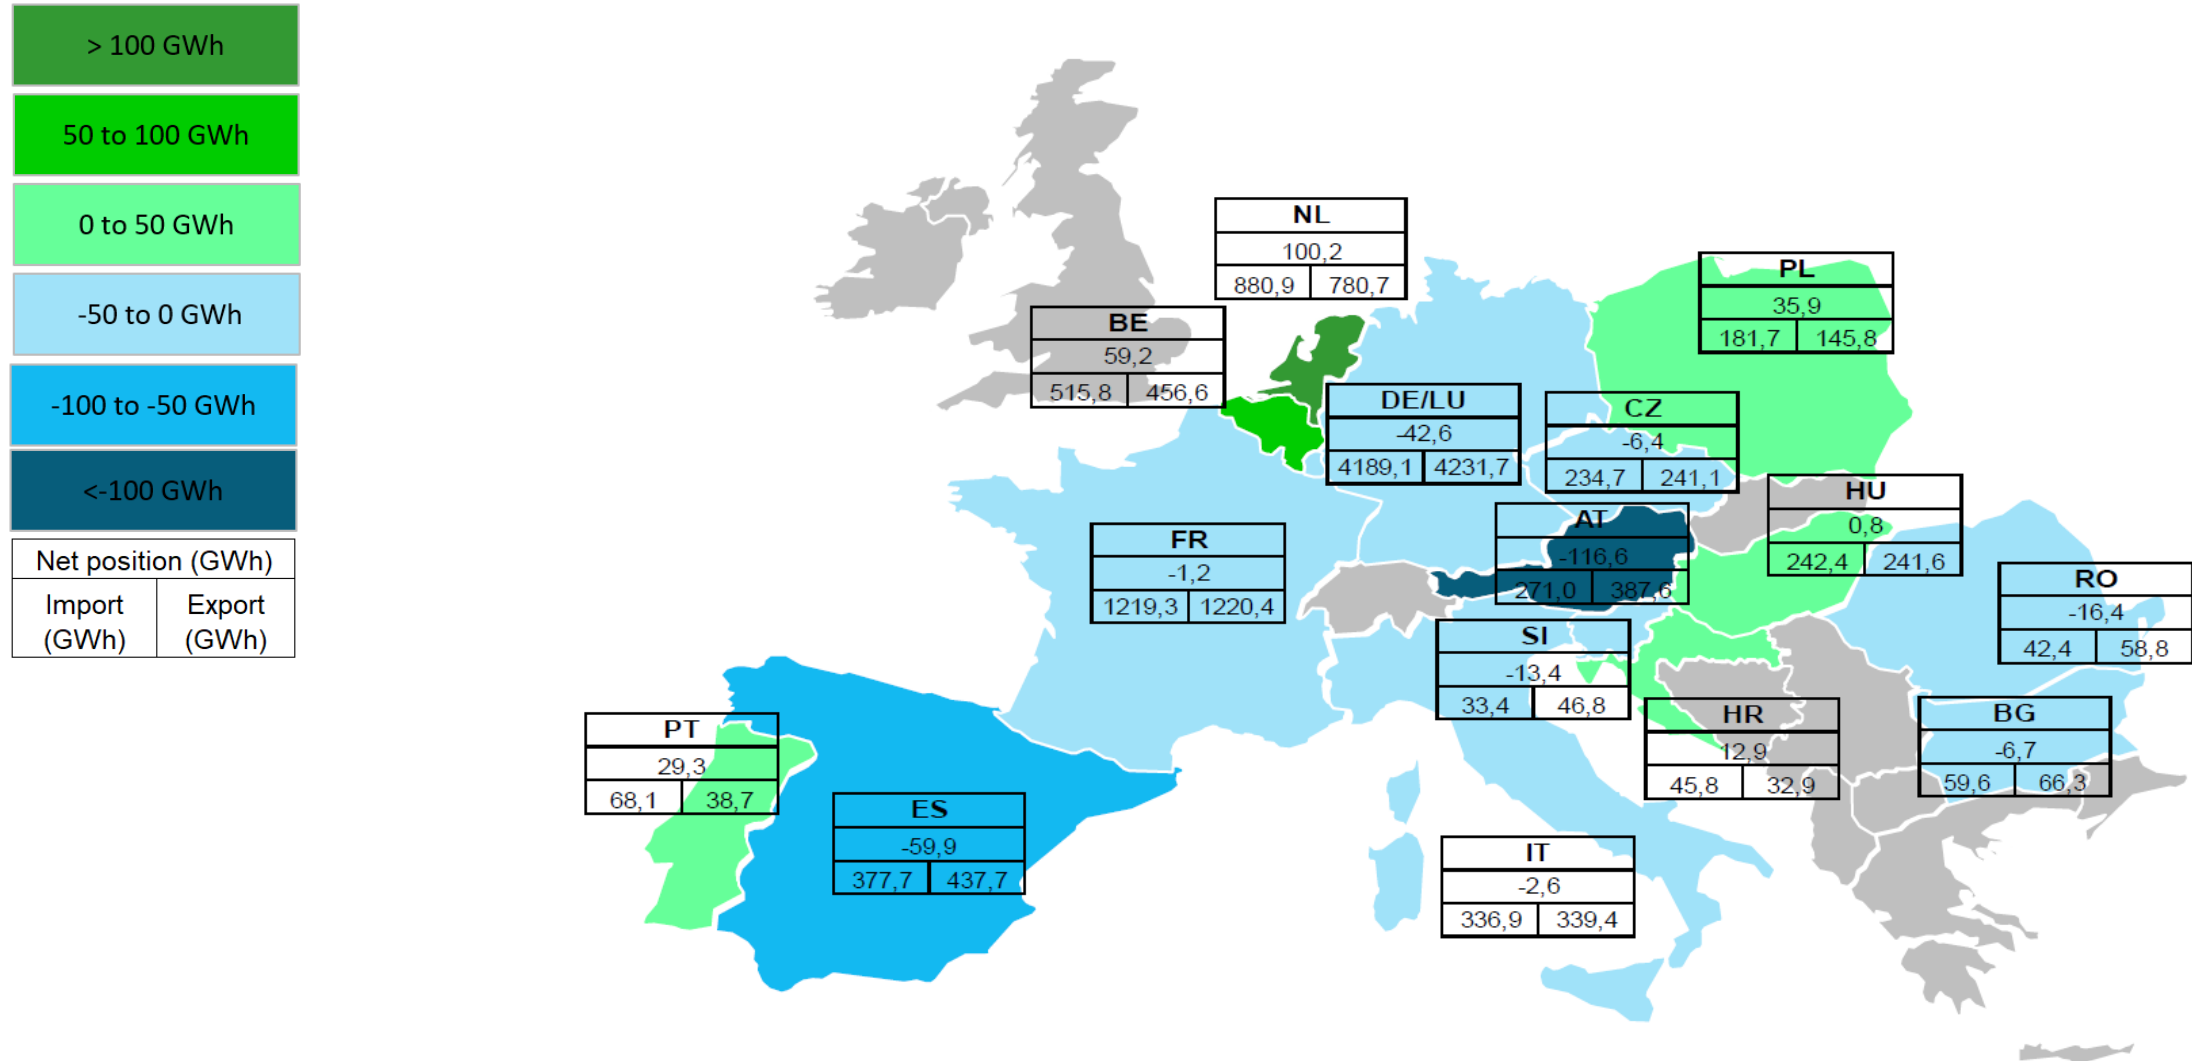 > 100 GWh
50 to 100 GWh
0 to 50 GWh
-50 to 0 GWh
-100 to -50 GWh
<-100 GWh
Net position (GWh)
Import (GWh)
Export (GWh)
NL
100,2
880,9 780,7
BE
59,2
515,8 456,6
PL
35,9
181,7 145,8
DE/LU
-42,6
4189,1 4231,7
CZ
-6,4
234,7 241,1
HU
0,8
242,4 241,6
AT
-116,6
271,0 387,6
FR
-1,2
1219,3 1220,4
RO
-16,4
42,4 58,8
SI
-13,4
33,4 46,8
HR
12,9
45,8 32,9
BG
-6,7
59,6 66,3
PT
29,3
68,1 38,7
ES
-59,9
377,7 437,7
IT
-2,6
336,9 339,4